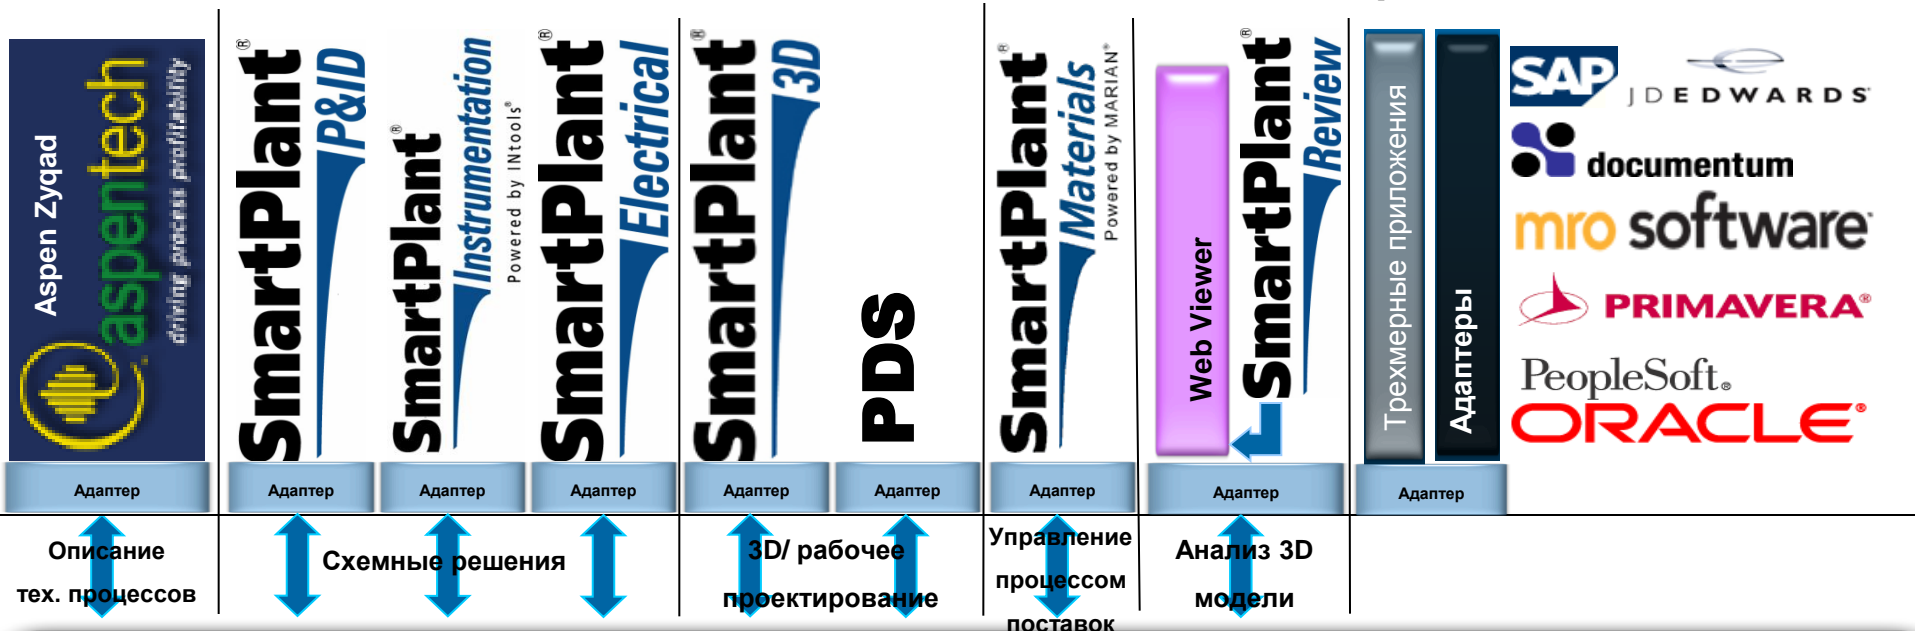 Aspen Zyqad
aspentech
driving process profitability
SmartPlant®
P&ID
SmartPlant®
Instrumentation
Powered by INtools®
SmartPlant®
Electrical
SmartPlant®
3D
PDS
SmartPlant®
Materials
Powered by MARIAN®
Web Viewer
SmartPlant®
Review
Трехмерные приложения
Адаптеры
SAP
JDEDWARDS
documentum
mro software
PRIMAVERA®
PeopleSoft®
ORACLE®
Адаптер
Адаптер
Адаптер
Адаптер
Адаптер
Адаптер
Адаптер
Адаптер
Адаптер
Описание
тех. процессов
Схемные решения
3D/ рабочее
проектирование
Управление
процессом
поставок
Анализ 3D
модели